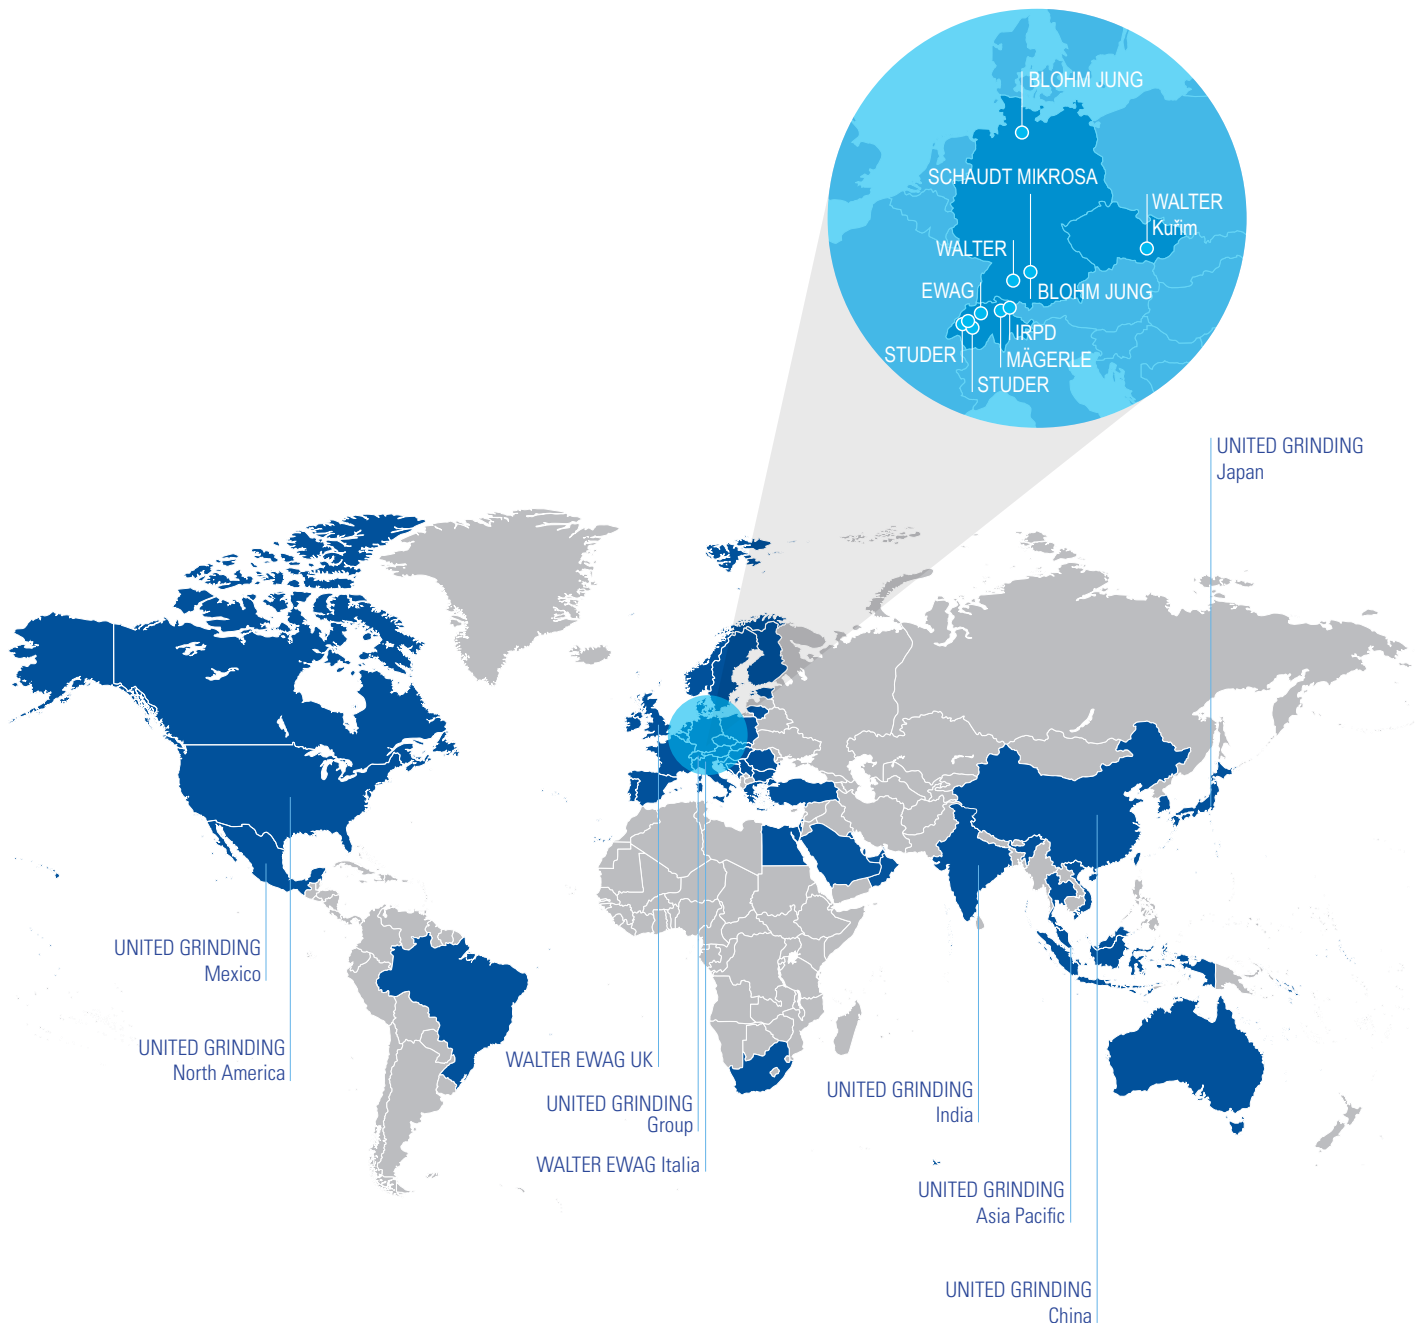 BLOHM JUNG
SCHAUDT MIKROSA
WALTER
Kuřim
WALTER
EWAG
BLOHM JUNG
IRPD
STUDER
MÄGERLE
STUDER
UNITED GRINDING
Japan
UNITED GRINDING
Mexico
UNITED GRINDING
North America
WALTER EWAG UK
UNITED GRINDING
Group
WALTER EWAG Italia
UNITED GRINDING
India
UNITED GRINDING
Asia Pacific
UNITED GRINDING
China